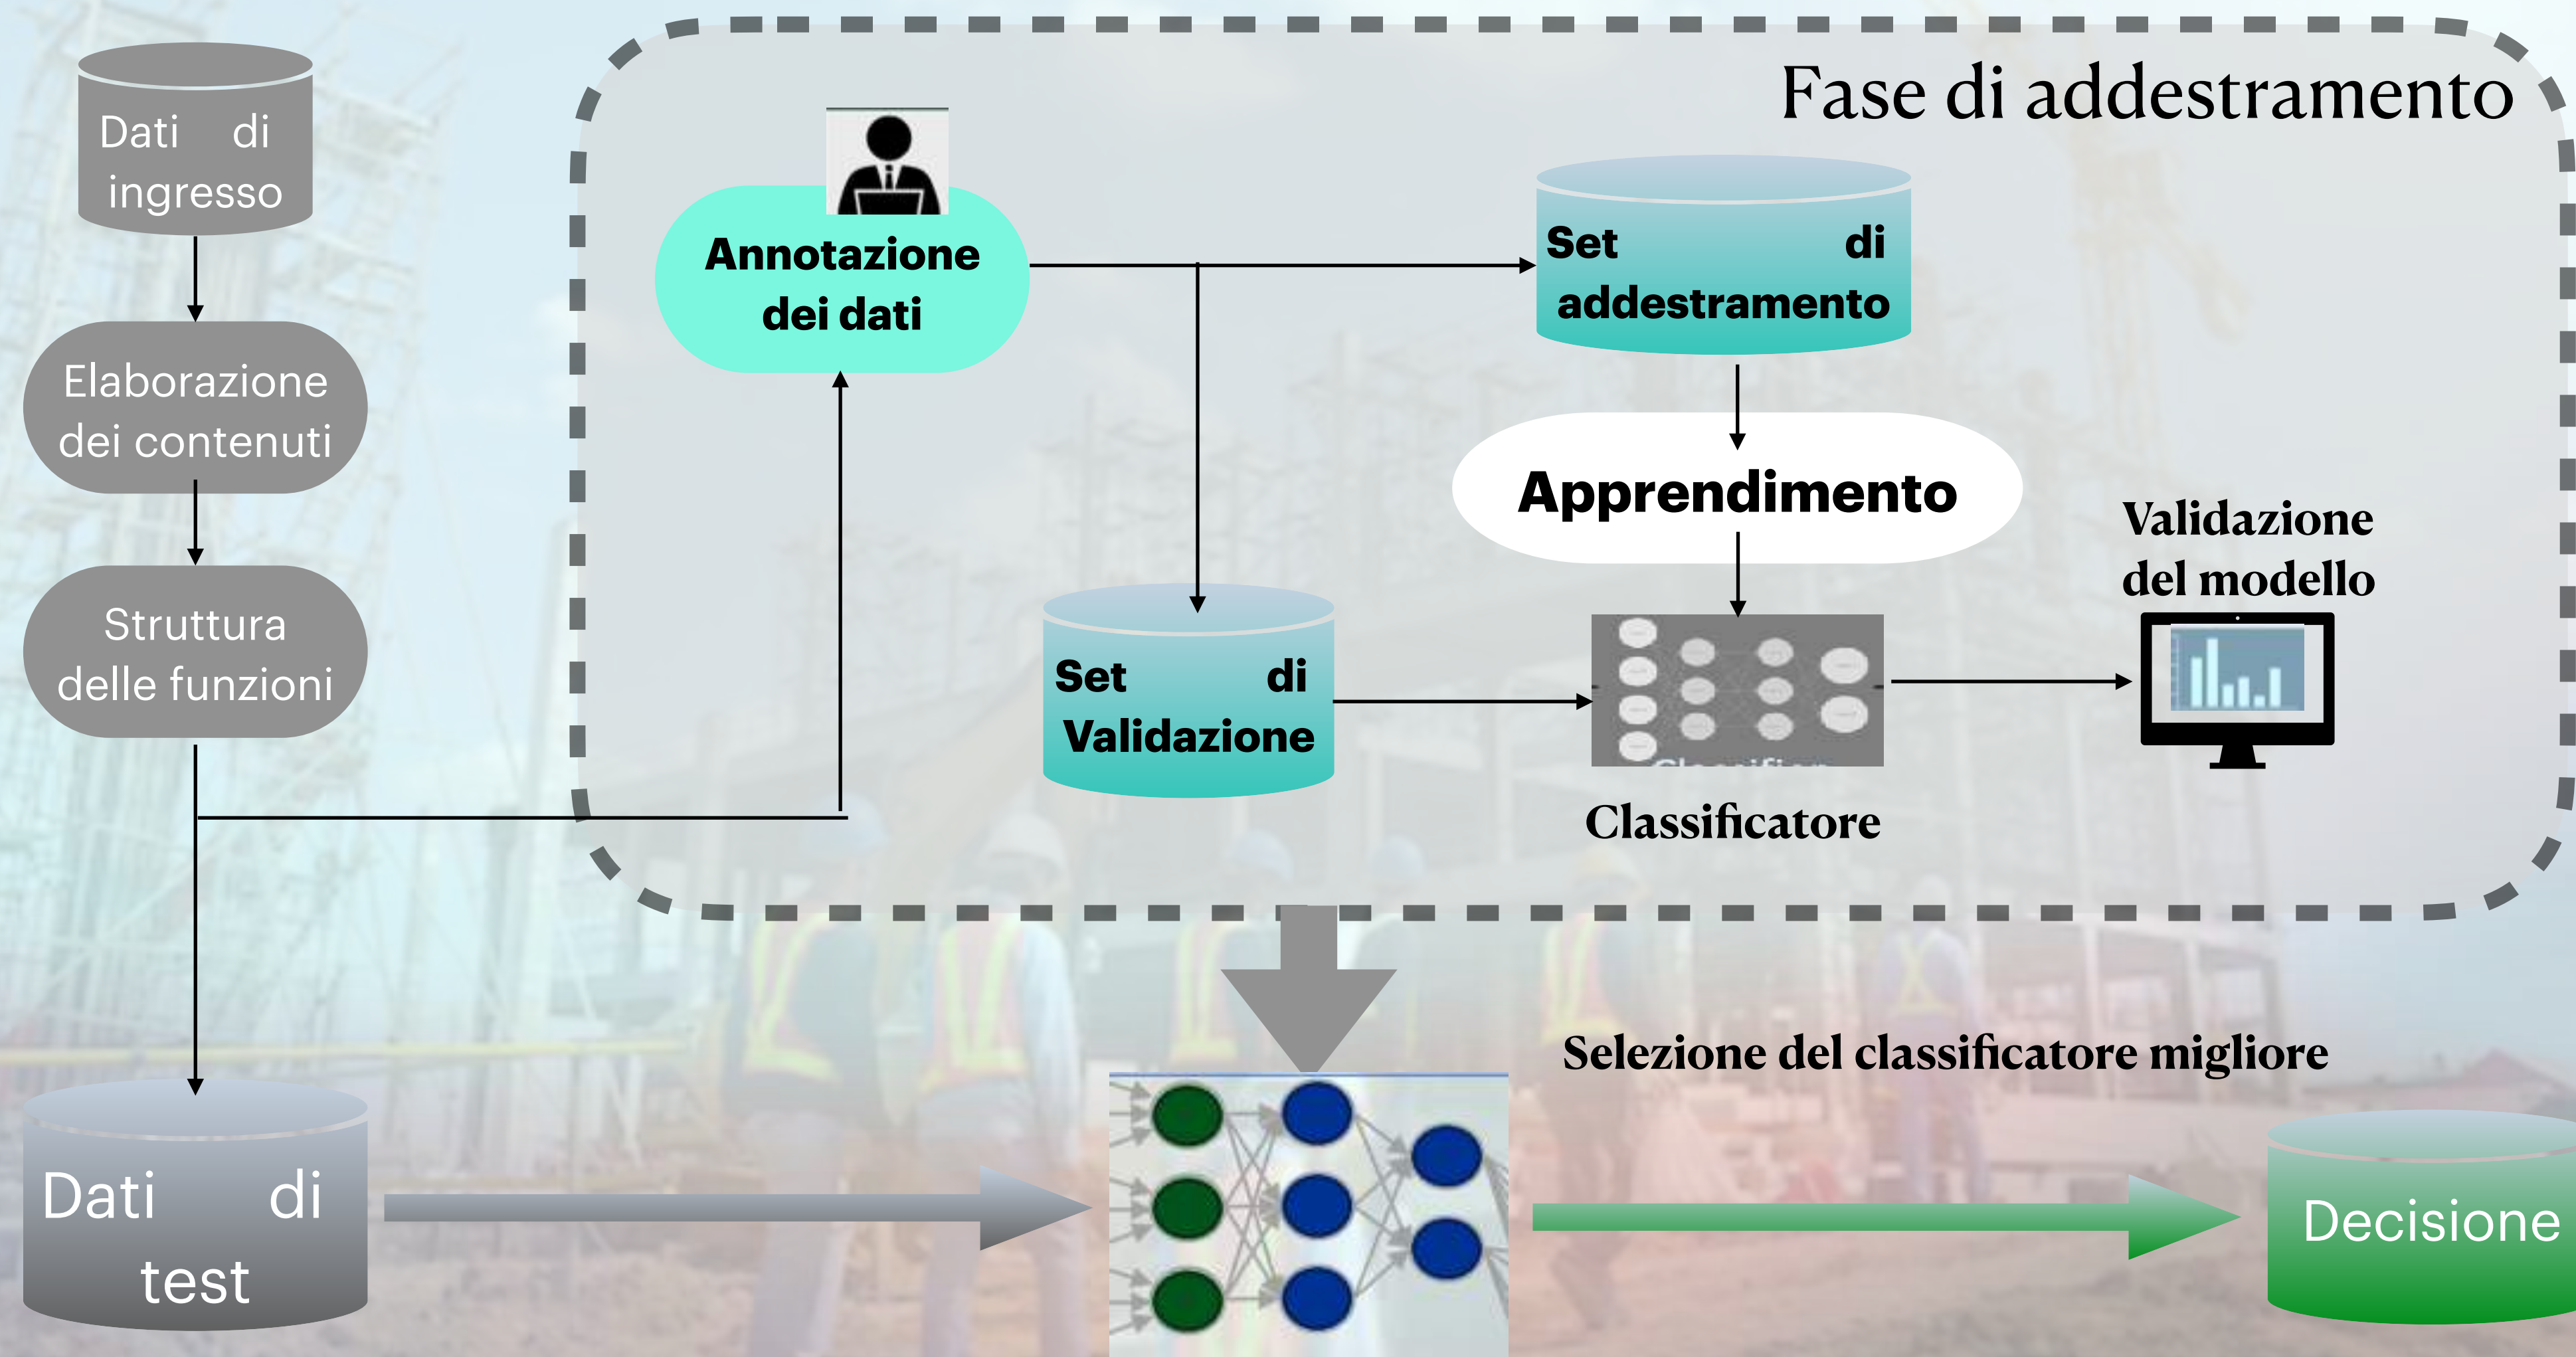 Dati di
ingresso
Elaborazione
dei contenuti
Struttura
delle funzioni
Dati di
test
Fase di addestramento
Annotazione
dei dati
Set di
addestramento
Apprendimento
Set di
Validazione
Classificatore
Validazione
del modello
Selezione del classificatore migliore
Decisione